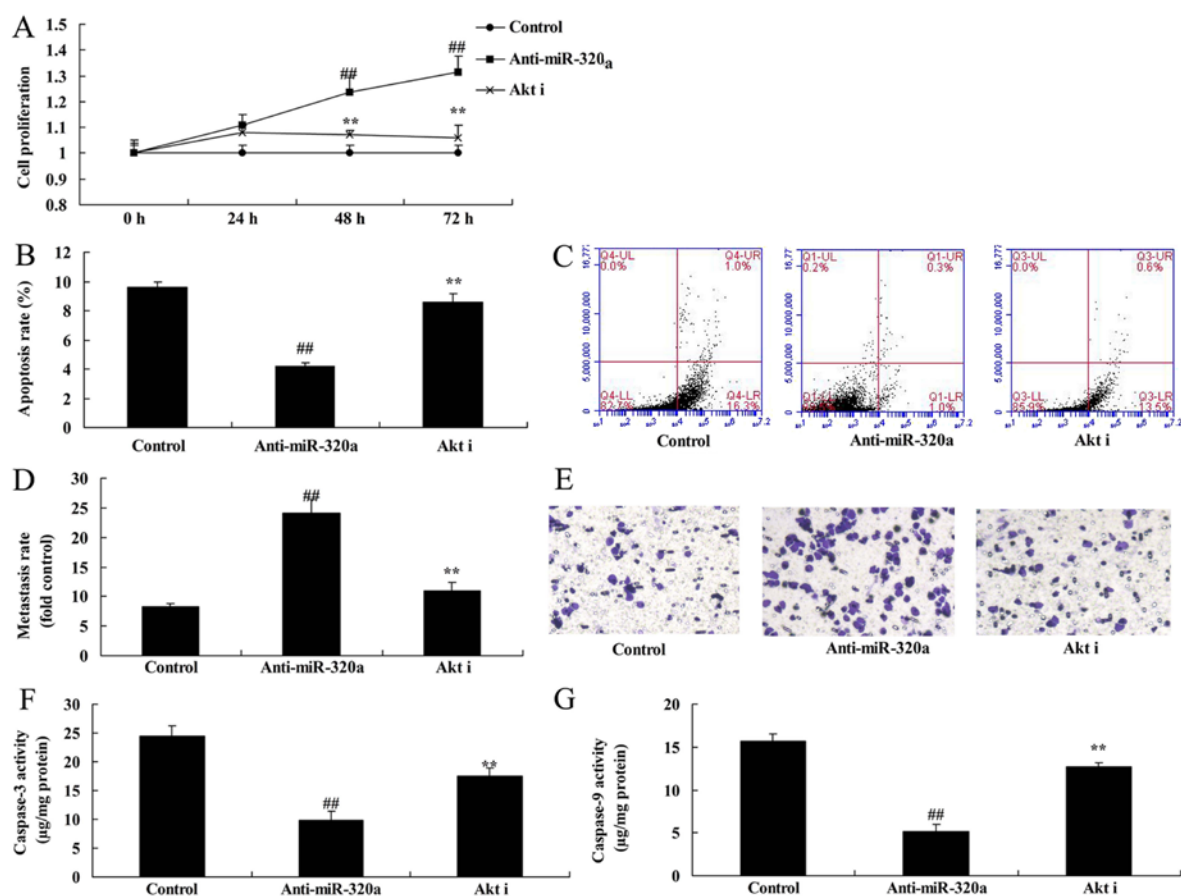 A
1.5
1.4
1.3
1.2
1.1
1
0.9
0.8
Cell proliferation
##
##
**
**
0 h 24 h 48 h 72 h
Control
Anti-miR-320a
Akt i
B
12
10
8
6
4
2
0
Apoptosis rate (%)
##
**
Control Anti-miR-320a Akt i
C
Q4-UL Q4-UR
0.0% 1.0%
Q4-LL Q4-LR
82.7% 16.3%
Control
Q1-UL Q1-UR
0.2% 0.3%
Q1-LR
1.0%
Anti-miR-320a
Q3-UL Q3-UR
0.0% 0.6%
Q3-LL Q3-LR
85.9% 13.5%
Akt i
D
30
25
20
15
10
5
0
Metastasis rate
(fold control)
##
**
Control Anti-miR-320a Akt i
E
Control Anti-miR-320a Akt i
F
30
25
20
15
10
5
0
Caspase-3 activity
(µg/mg protein)
##
**
Control Anti-miR-320a Akt i
G
20
15
10
5
0
Caspase-9 activity
(µg/mg protein)
##
**
Control Anti-miR-320a Akt i